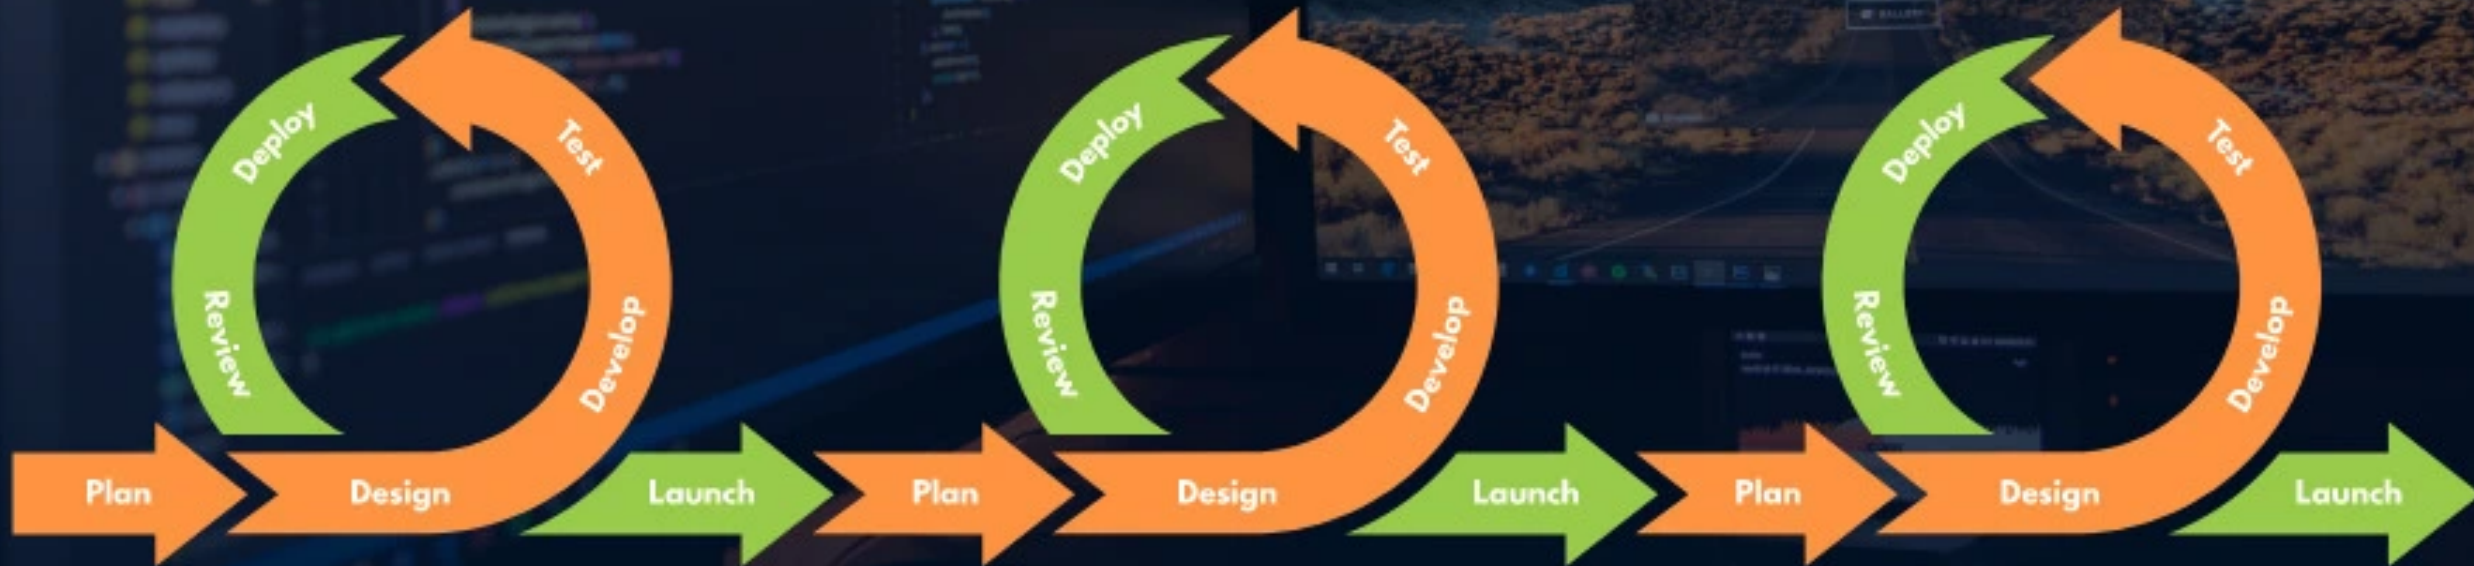 Plan
Design
Develop
Test
Deploy
Review
Launch
Plan
Design
Develop
Test
Deploy
Review
Launch
Plan
Design
Develop
Test
Deploy
Review
Launch
GALLERY